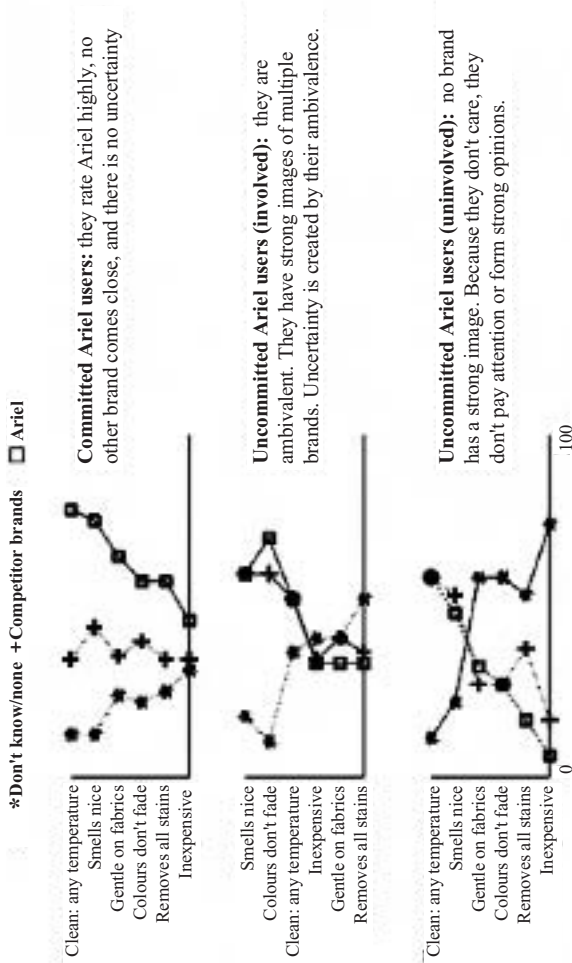 *Don't know/none +Competitor brands □ Ariel
Clean: any temperature
Smells nice
Gentle on fabrics
Colours don't fade
Removes all stains
Inexpensive
Committed Ariel users: they rate Ariel highly, no
other brand comes close, and there is no uncertainty
Smells nice
Colours don't fade
Clean: any temperature
Inexpensive
Gentle on fabrics
Removes all stains
Uncommitted Ariel users (involved): they are
ambivalent. They have strong images of multiple
brands. Uncertainty is created by their ambivalence.
Clean: any temperature
Smells nice
Gentle on fabrics
Colours don't fade
Removes all stains
Inexpensive
Uncommitted Ariel users (uninvolved): no brand
has a strong image. Because they don't care, they
don't pay attention or form strong opinions.
0
100